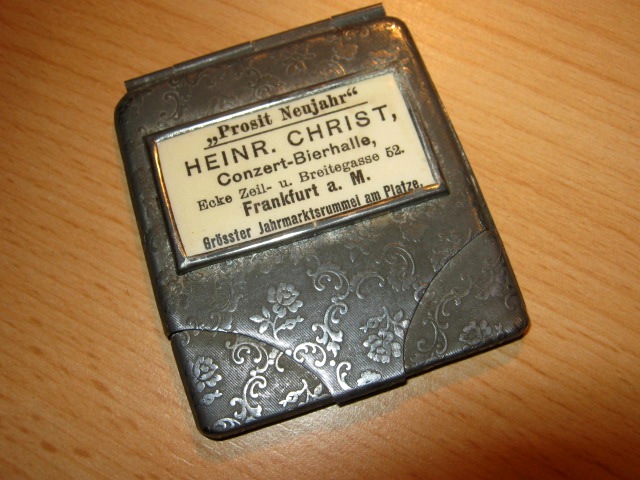 „Prosit Neujahr“
HEINR. CHRIST,
Conzert-Bierhalle,
Ecke Zeil- u. Breitegasse 52.
Frankfurt a. M.
Grösster Jahrmarktsrummel am Platze.